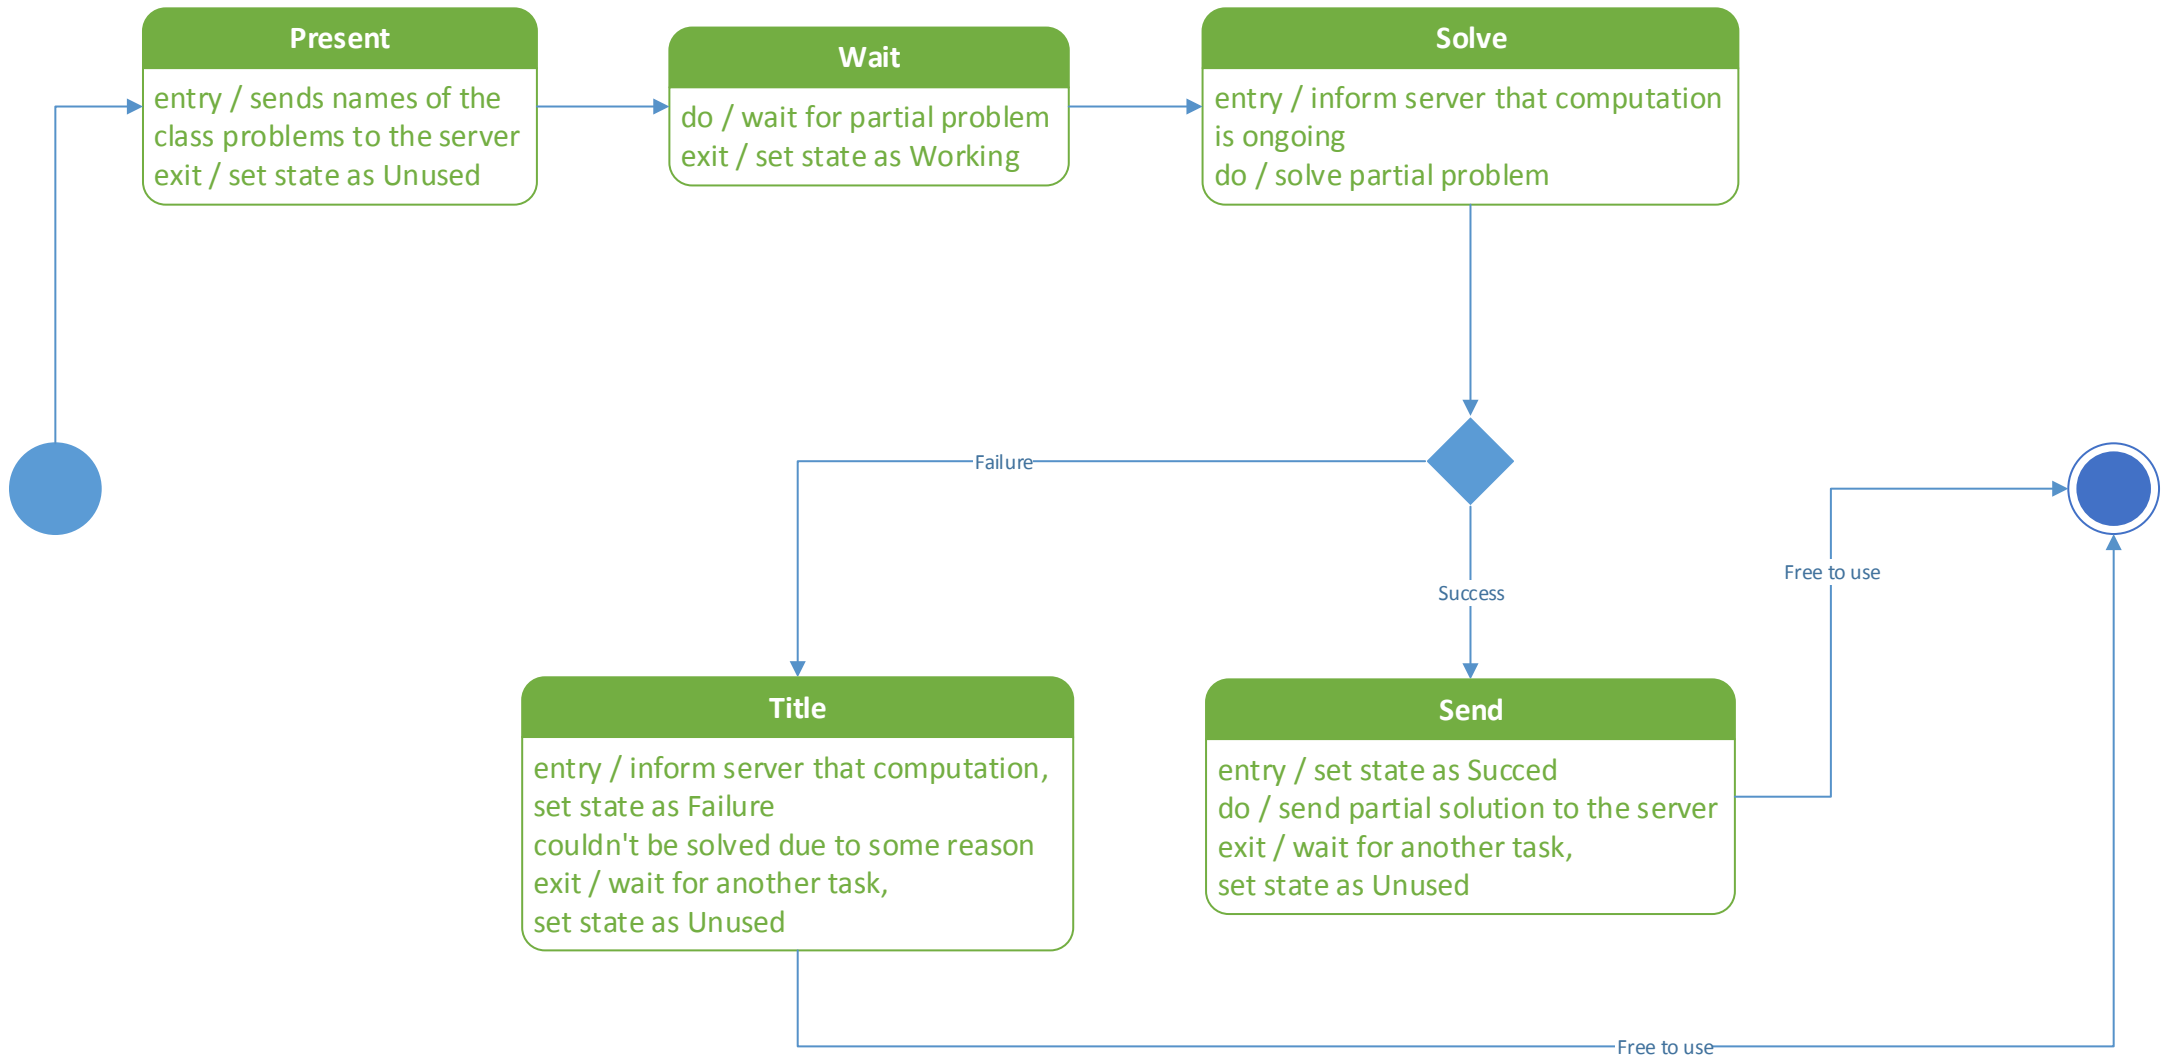 Present
entry / sends names of the
class problems to the server
exit / set state as Unused
Wait
do / wait for partial problem
exit / set state as Working
Solve
entry / inform server that computation
is ongoing
do / solve partial problem
Failure
Success
Free to use
Title
entry / inform server that computation,
set state as Failure
couldn't be solved due to some reason
exit / wait for another task,
set state as Unused
Send
entry / set state as Succed
do / send partial solution to the server
exit / wait for another task,
set state as Unused
Free to use